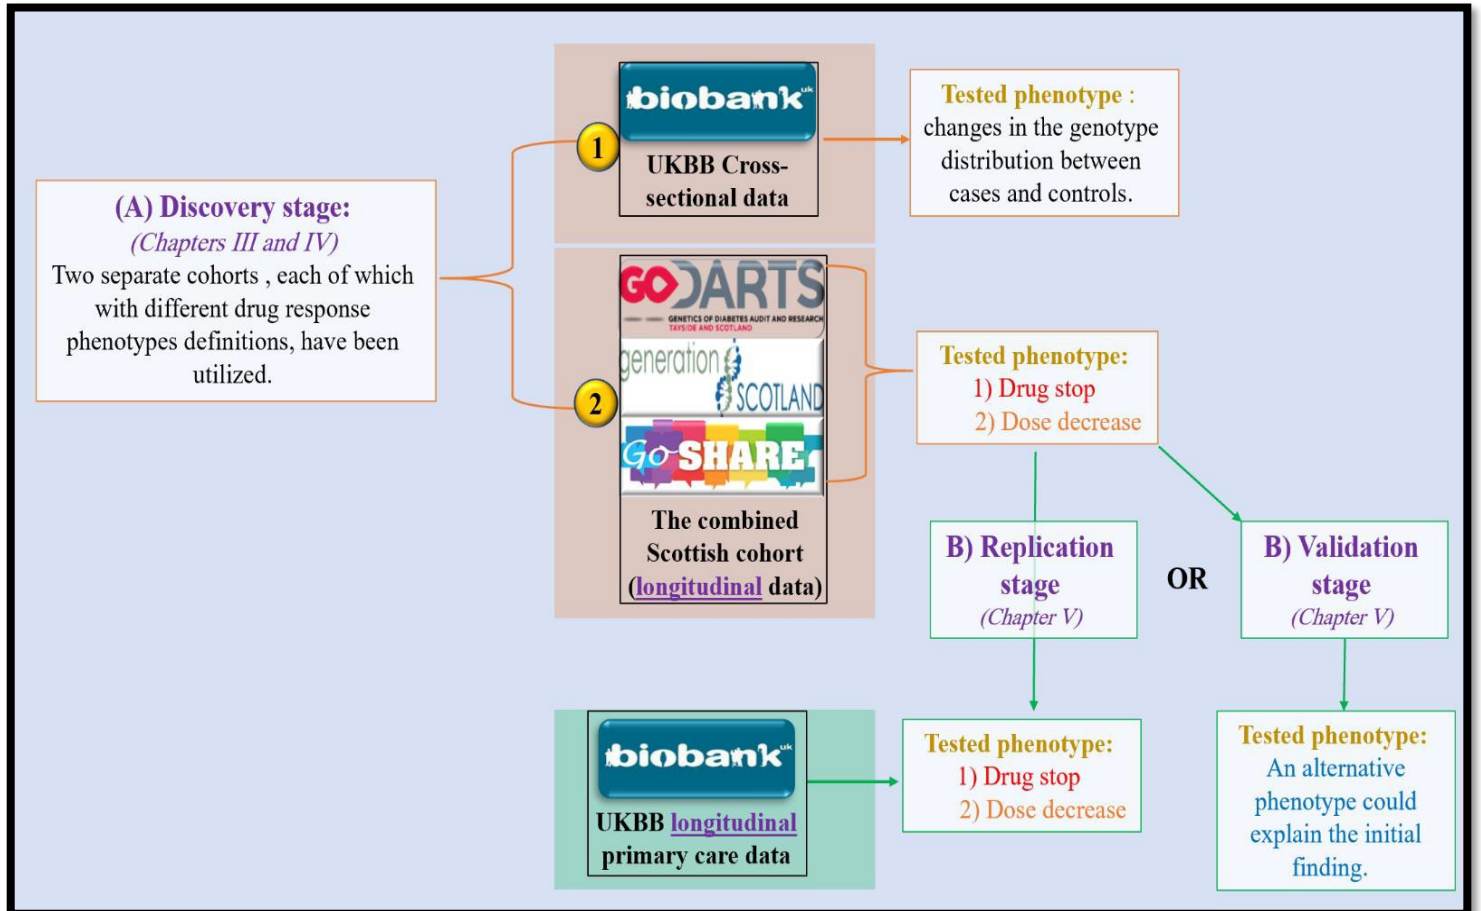 (A) Discovery stage:
(Chapters III and IV)
Two separate cohorts , each of which
with different drug response
phenotypes definitions, have been
utilized.
1
biobank uk
UKBB Cross-
sectional data
Tested phenotype :
changes in the genotype
distribution between
cases and controls.
2
GODARTS
GENETICS OF DIABETES AUDIT AND RESEARCH
TAYSIDE AND SCOTLAND
generation
SCOTLAND
Go SHARE
The combined
Scottish cohort
(longitudinal data)
Tested phenotype:
1) Drug stop
2) Dose decrease
B) Replication
stage
(Chapter V)
OR
B) Validation
stage
(Chapter V)
biobank uk
UKBB longitudinal
primary care data
Tested phenotype:
1) Drug stop
2) Dose decrease
Tested phenotype:
An alternative
phenotype could
explain the initial
finding.